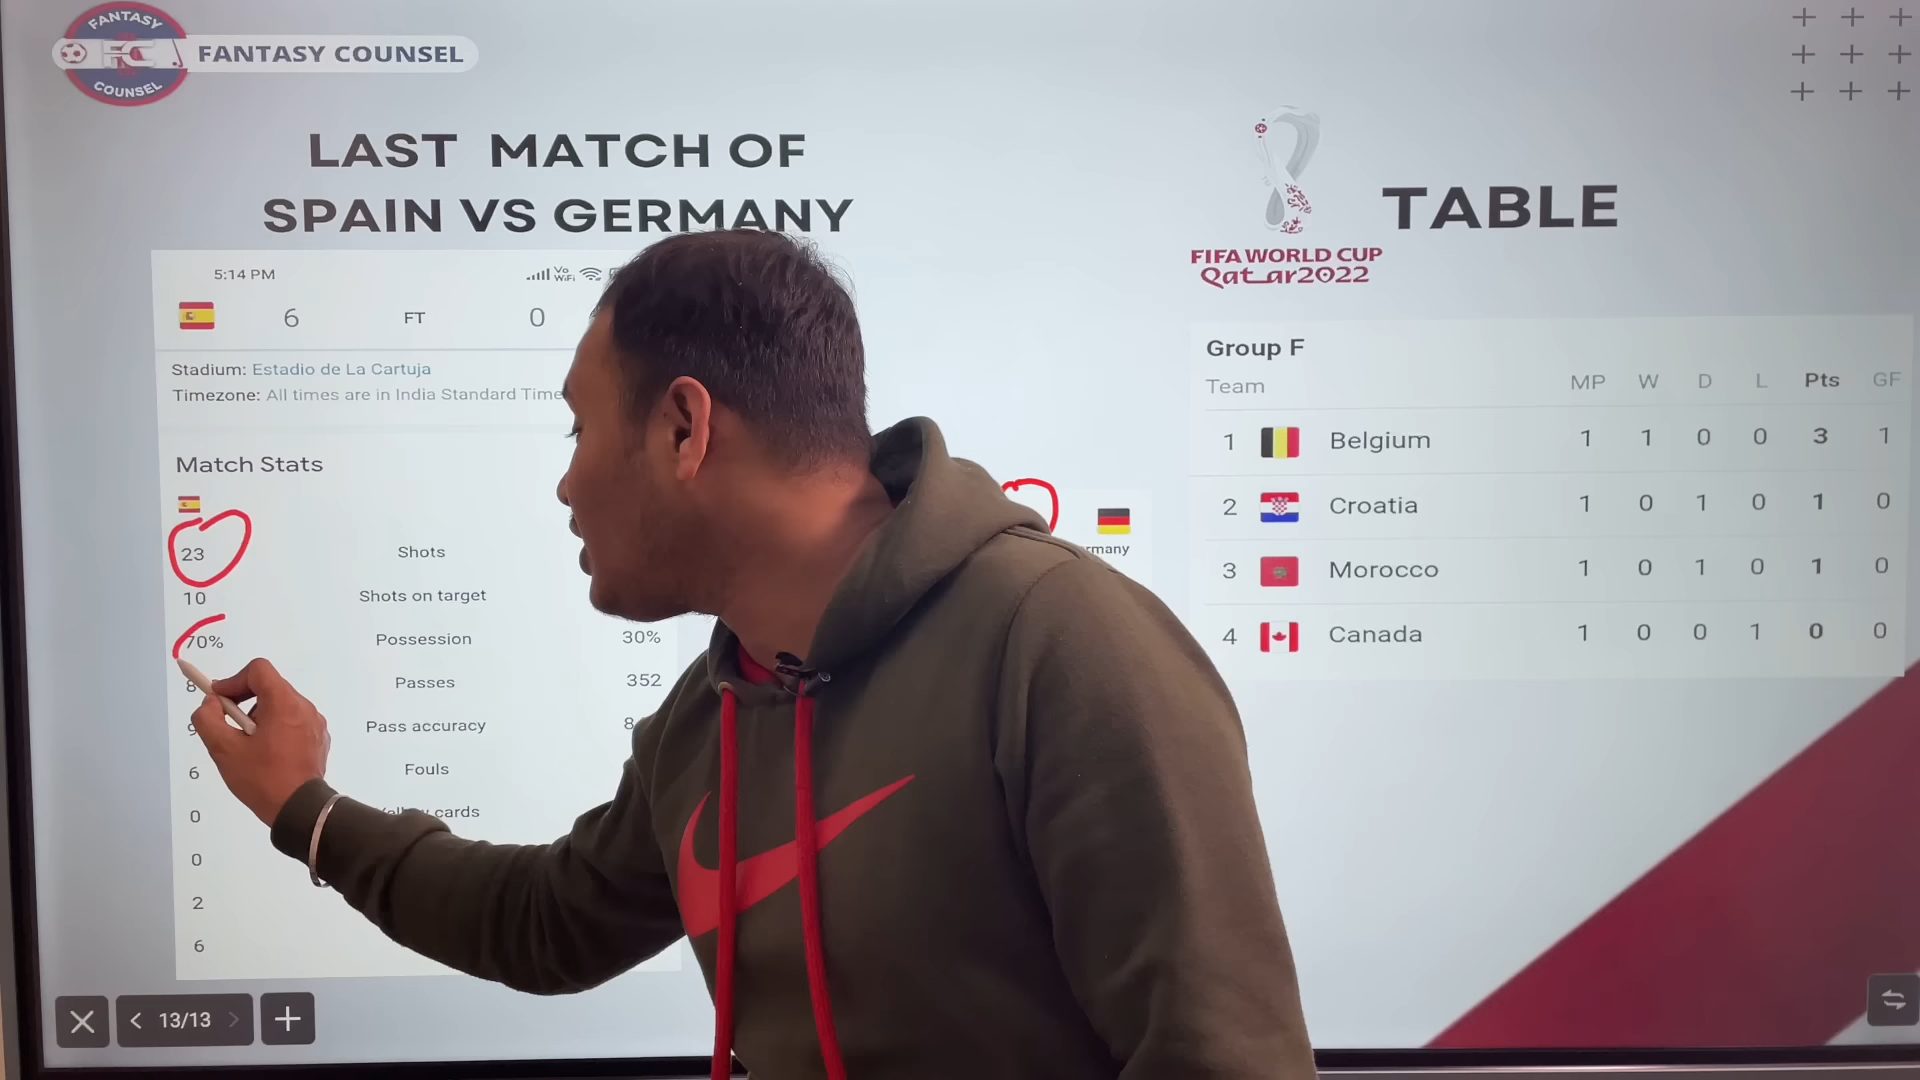 FANTASY
FC
COUNSEL
FANTASY COUNSEL
LAST MATCH OF
SPAIN VS GERMANY
5:14 PM
Vo
WiFi
6 FT 0
Stadium: Estadio de La Cartuja
Timezone: All times are in India Standard Time
Match Stats
23 Shots
10 Shots on target
70% Possession 30%
Passes 352
Pass accuracy
6 Fouls
0 cards
0
2
6
FIFA WORLD CUP
Qatar2022
TABLE
Group F
Team MP W D L Pts GF
1 Belgium 1 1 0 0 3 1
2 Croatia 1 0 1 0 1 0
3 Morocco 1 0 1 0 1 0
4 Canada 1 0 0 1 0 0
13/13